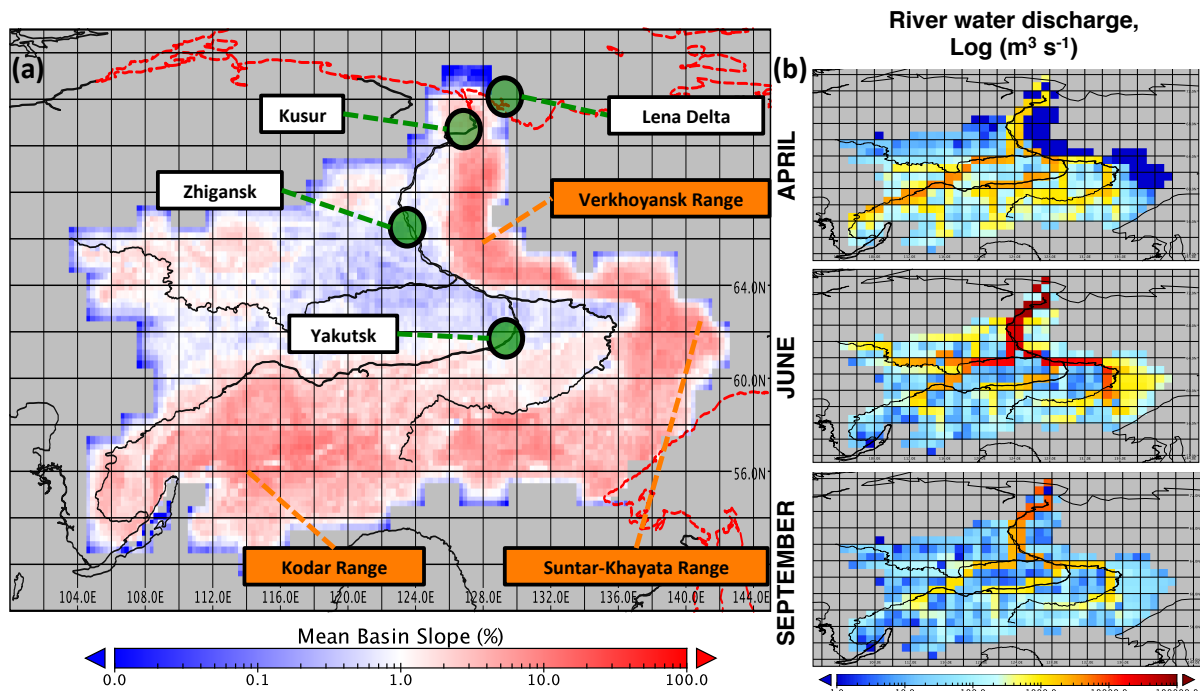 River water discharge,
Log (m³ s⁻¹)
(a)
(b)
Kusur
Lena Delta
Zhigansk
Verkhoyansk Range
APRIL
64.0N
Yakutsk
JUNE
60.0N
56.0N
Kodar Range
Suntar-Khayata Range
104.0E 108.0E 112.0E 116.0E 120.0E 124.0E 128.0E 132.0E 136.0E 140.0E 144.0E
SEPTEMBER
Mean Basin Slope (%)
0.0 0.1 1.0 10.0 100.0